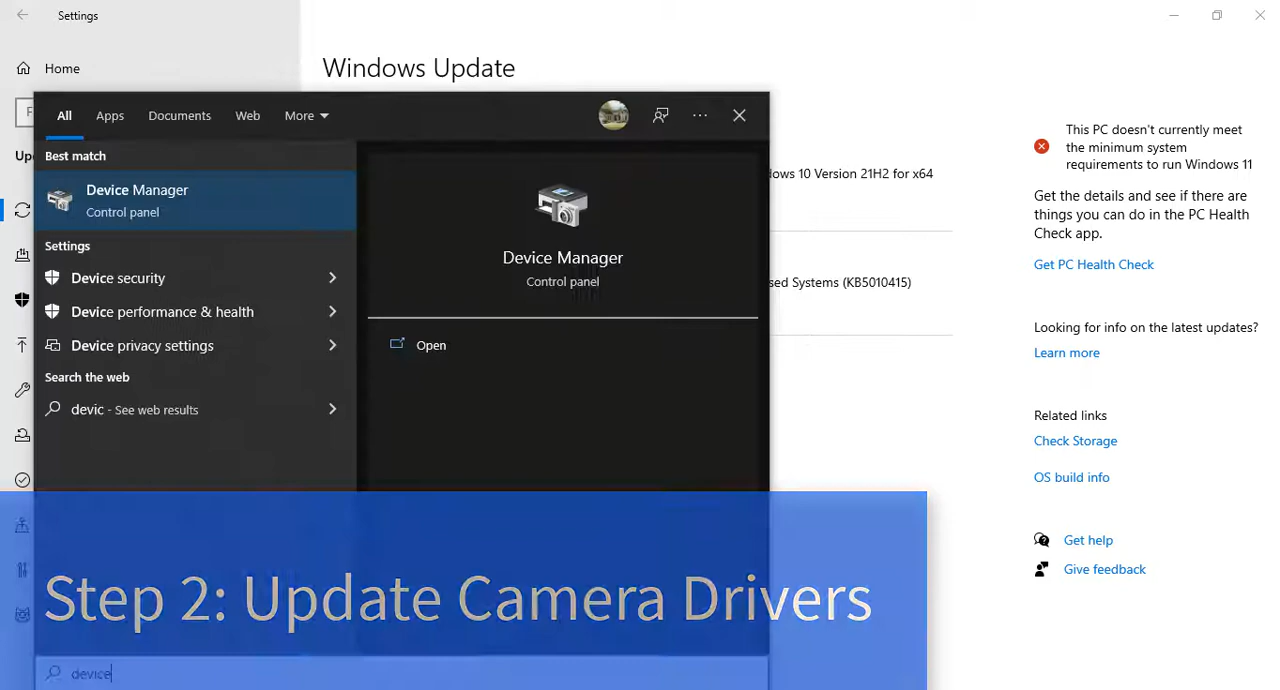 Settings
Home
Windows Update
F
Up
All
Apps
Documents
Web
More
Best match
Device Manager
Control panel
Settings
Device security
Device performance & health
Device privacy settings
Search the web
devic - See web results
Device Manager
Control panel
Open
dows 10 Version 21H2 for x64
sed Systems (KB5010415)
This PC doesn't currently meet
the minimum system
requirements to run Windows 11
Get the details and see if there are
things you can do in the PC Health
Check app.
Get PC Health Check
Looking for info on the latest updates?
Learn more
Related links
Check Storage
OS build info
Get help
Give feedback
Step 2: Update Camera Drivers
device